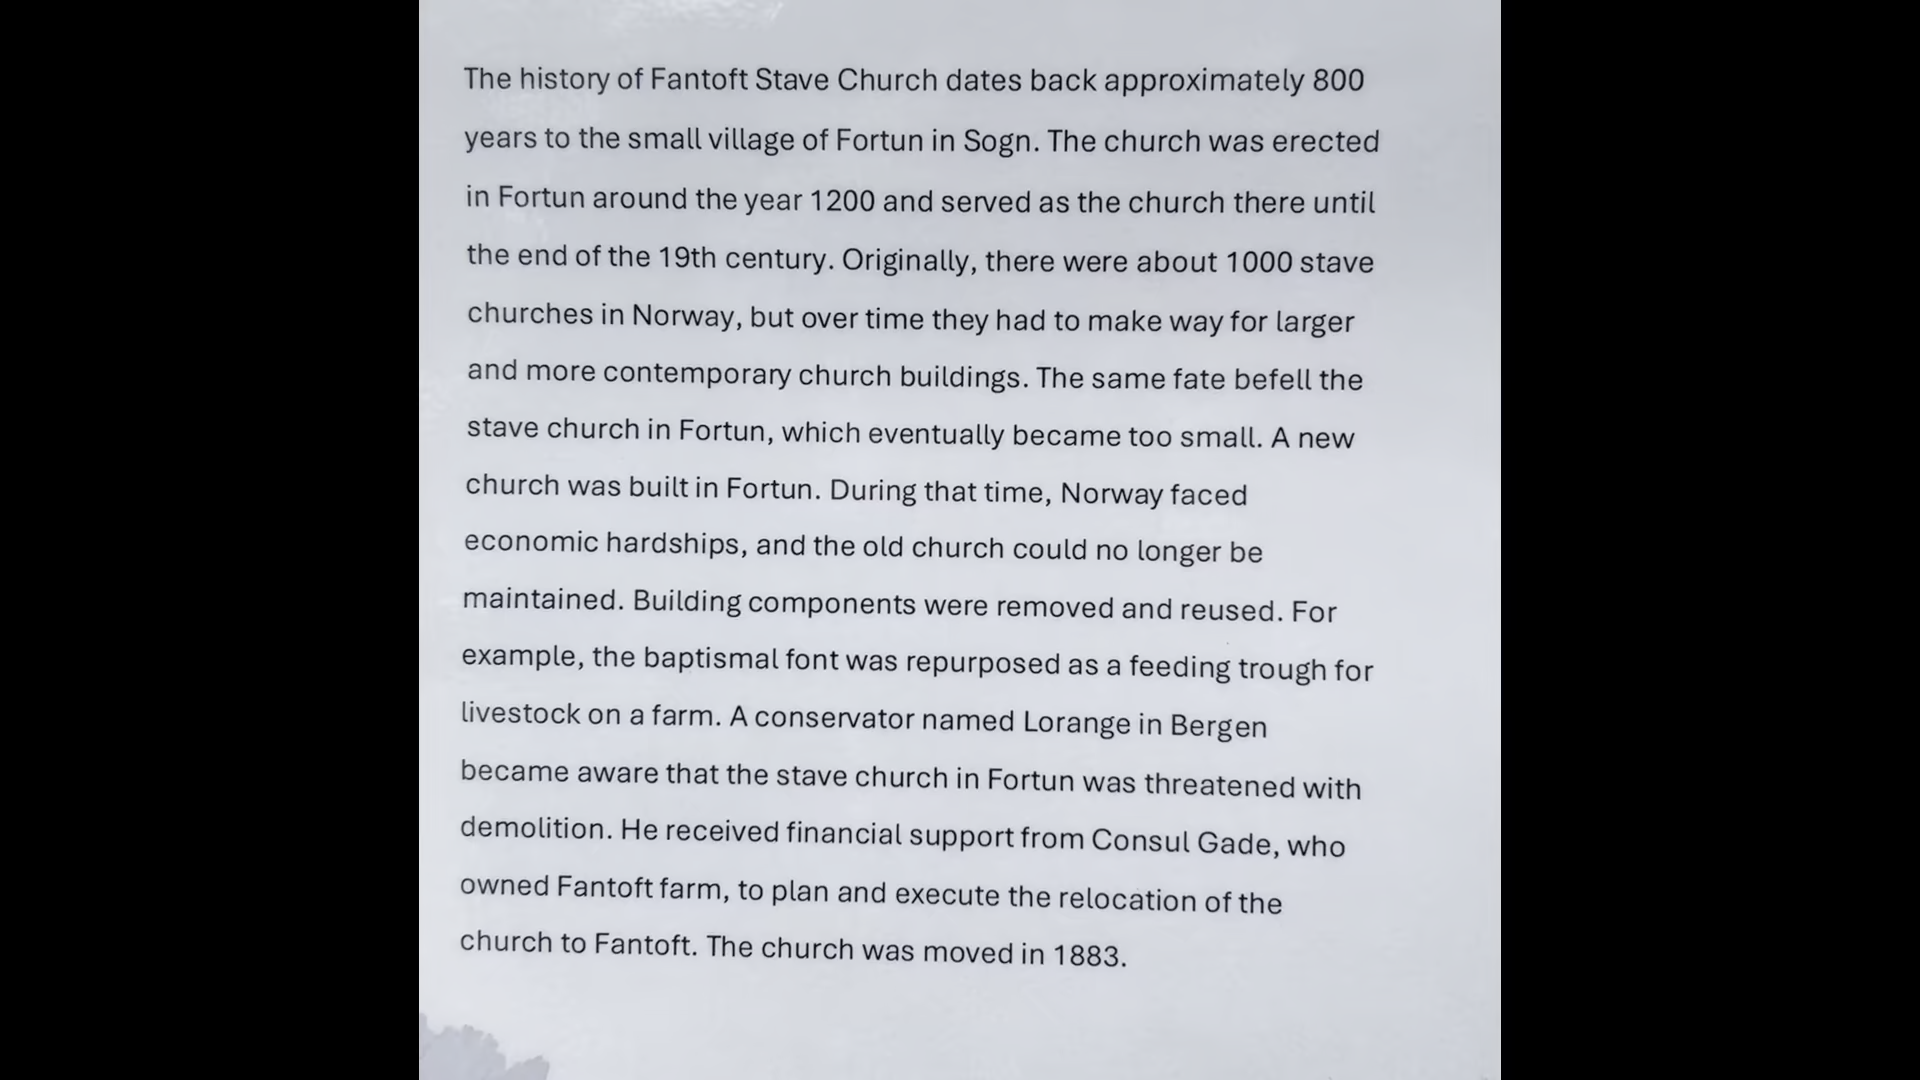 The history of Fantoft Stave Church dates back approximately 800
years to the small village of Fortun in Sogn. The church was erected
in Fortun around the year 1200 and served as the church there until
the end of the 19th century. Originally, there were about 1000 stave
churches in Norway, but over time they had to make way for larger
and more contemporary church buildings. The same fate befell the
stave church in Fortun, which eventually became too small. A new
church was built in Fortun. During that time, Norway faced
economic hardships, and the old church could no longer be
maintained. Building components were removed and reused. For
example, the baptismal font was repurposed as a feeding trough for
livestock on a farm. A conservator named Lorange in Bergen
became aware that the stave church in Fortun was threatened with
demolition. He received financial support from Consul Gade, who
owned Fantoft farm, to plan and execute the relocation of the
church to Fantoft. The church was moved in 1883.